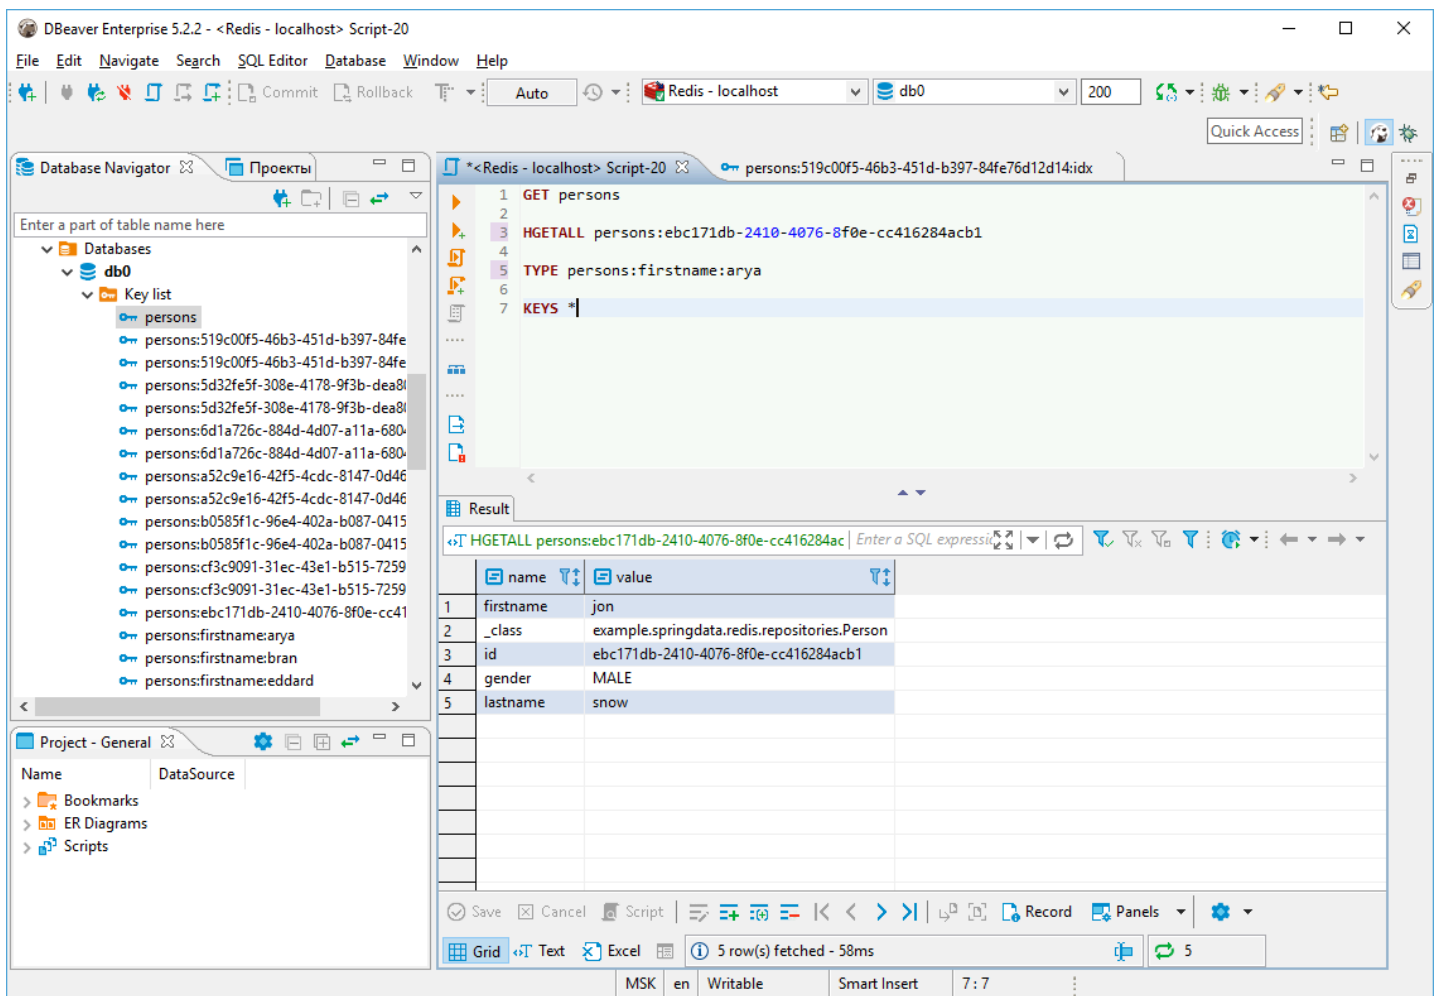 DBeaver Enterprise 5.2.2 - <Redis - localhost> Script-20
File Edit Navigate Search SQL Editor Database Window Help
Commit Rollback Auto Redis - localhost db0 200
Quick Access
Database Navigator Проекты
Enter a part of table name here
Databases
db0
Key list
persons
persons:519c00f5-46b3-451d-b397-84fe
persons:519c00f5-46b3-451d-b397-84fe
persons:5d32fe5f-308e-4178-9f3b-dea8
persons:5d32fe5f-308e-4178-9f3b-dea8
persons:6d1a726c-884d-4d07-a11a-680
persons:6d1a726c-884d-4d07-a11a-680
persons:a52c9e16-42f5-4cdc-8147-0d46
persons:a52c9e16-42f5-4cdc-8147-0d46
persons:b0585f1c-96e4-402a-b087-0415
persons:b0585f1c-96e4-402a-b087-0415
persons:cf3c9091-31ec-43e1-b515-7259
persons:cf3c9091-31ec-43e1-b515-7259
persons:ebc171db-2410-4076-8f0e-cc41
persons:firstname:arya
persons:firstname:bran
persons:firstname:eddard
Project - General
Name DataSource
Bookmarks
ER Diagrams
Scripts
*<Redis - localhost> Script-20 persons:519c00f5-46b3-451d-b397-84fe76d12d14:idx
1 GET persons
2
3 HGETALL persons:ebc171db-2410-4076-8f0e-cc416284acb1
4
5 TYPE persons:firstname:arya
6
7 KEYS *
Result
HGETALL persons:ebc171db-2410-4076-8f0e-cc416284ac Enter a SQL expressic
name value
1 firstname jon
2 _class example.springdata.redis.repositories.Person
3 id ebc171db-2410-4076-8f0e-cc416284acb1
4 gender MALE
5 lastname snow
Save Cancel Script Record Panels
Grid Text Excel 5 row(s) fetched - 58ms 5
MSK en Writable Smart Insert 7 : 7